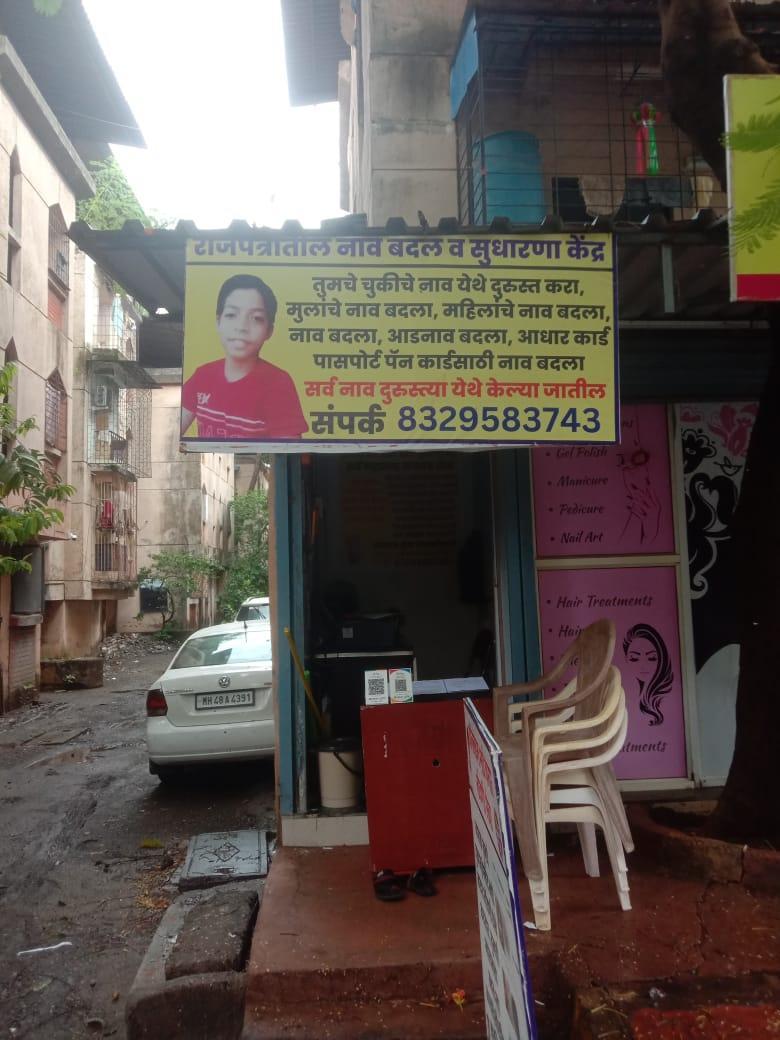 राजपत्रातील नाव बदल व सुधारणा केंद्र
तुमचे चुकीचे नाव येथे दुरुस्त करा,
मुलांचे नाव बदला, महिलांचे नाव बदला,
नाव बदला, आडनाव बदला, आधार कार्ड
पासपोर्ट पॅन कार्डसाठी नाव बदला
सर्व नाव दुरुस्त्या येथे केल्या जातील
संपर्क 8329583743
• Gel Polish
• Manicure
• Pedicure
• Nail Art
• Hair Treatments
MH 48 A 4391